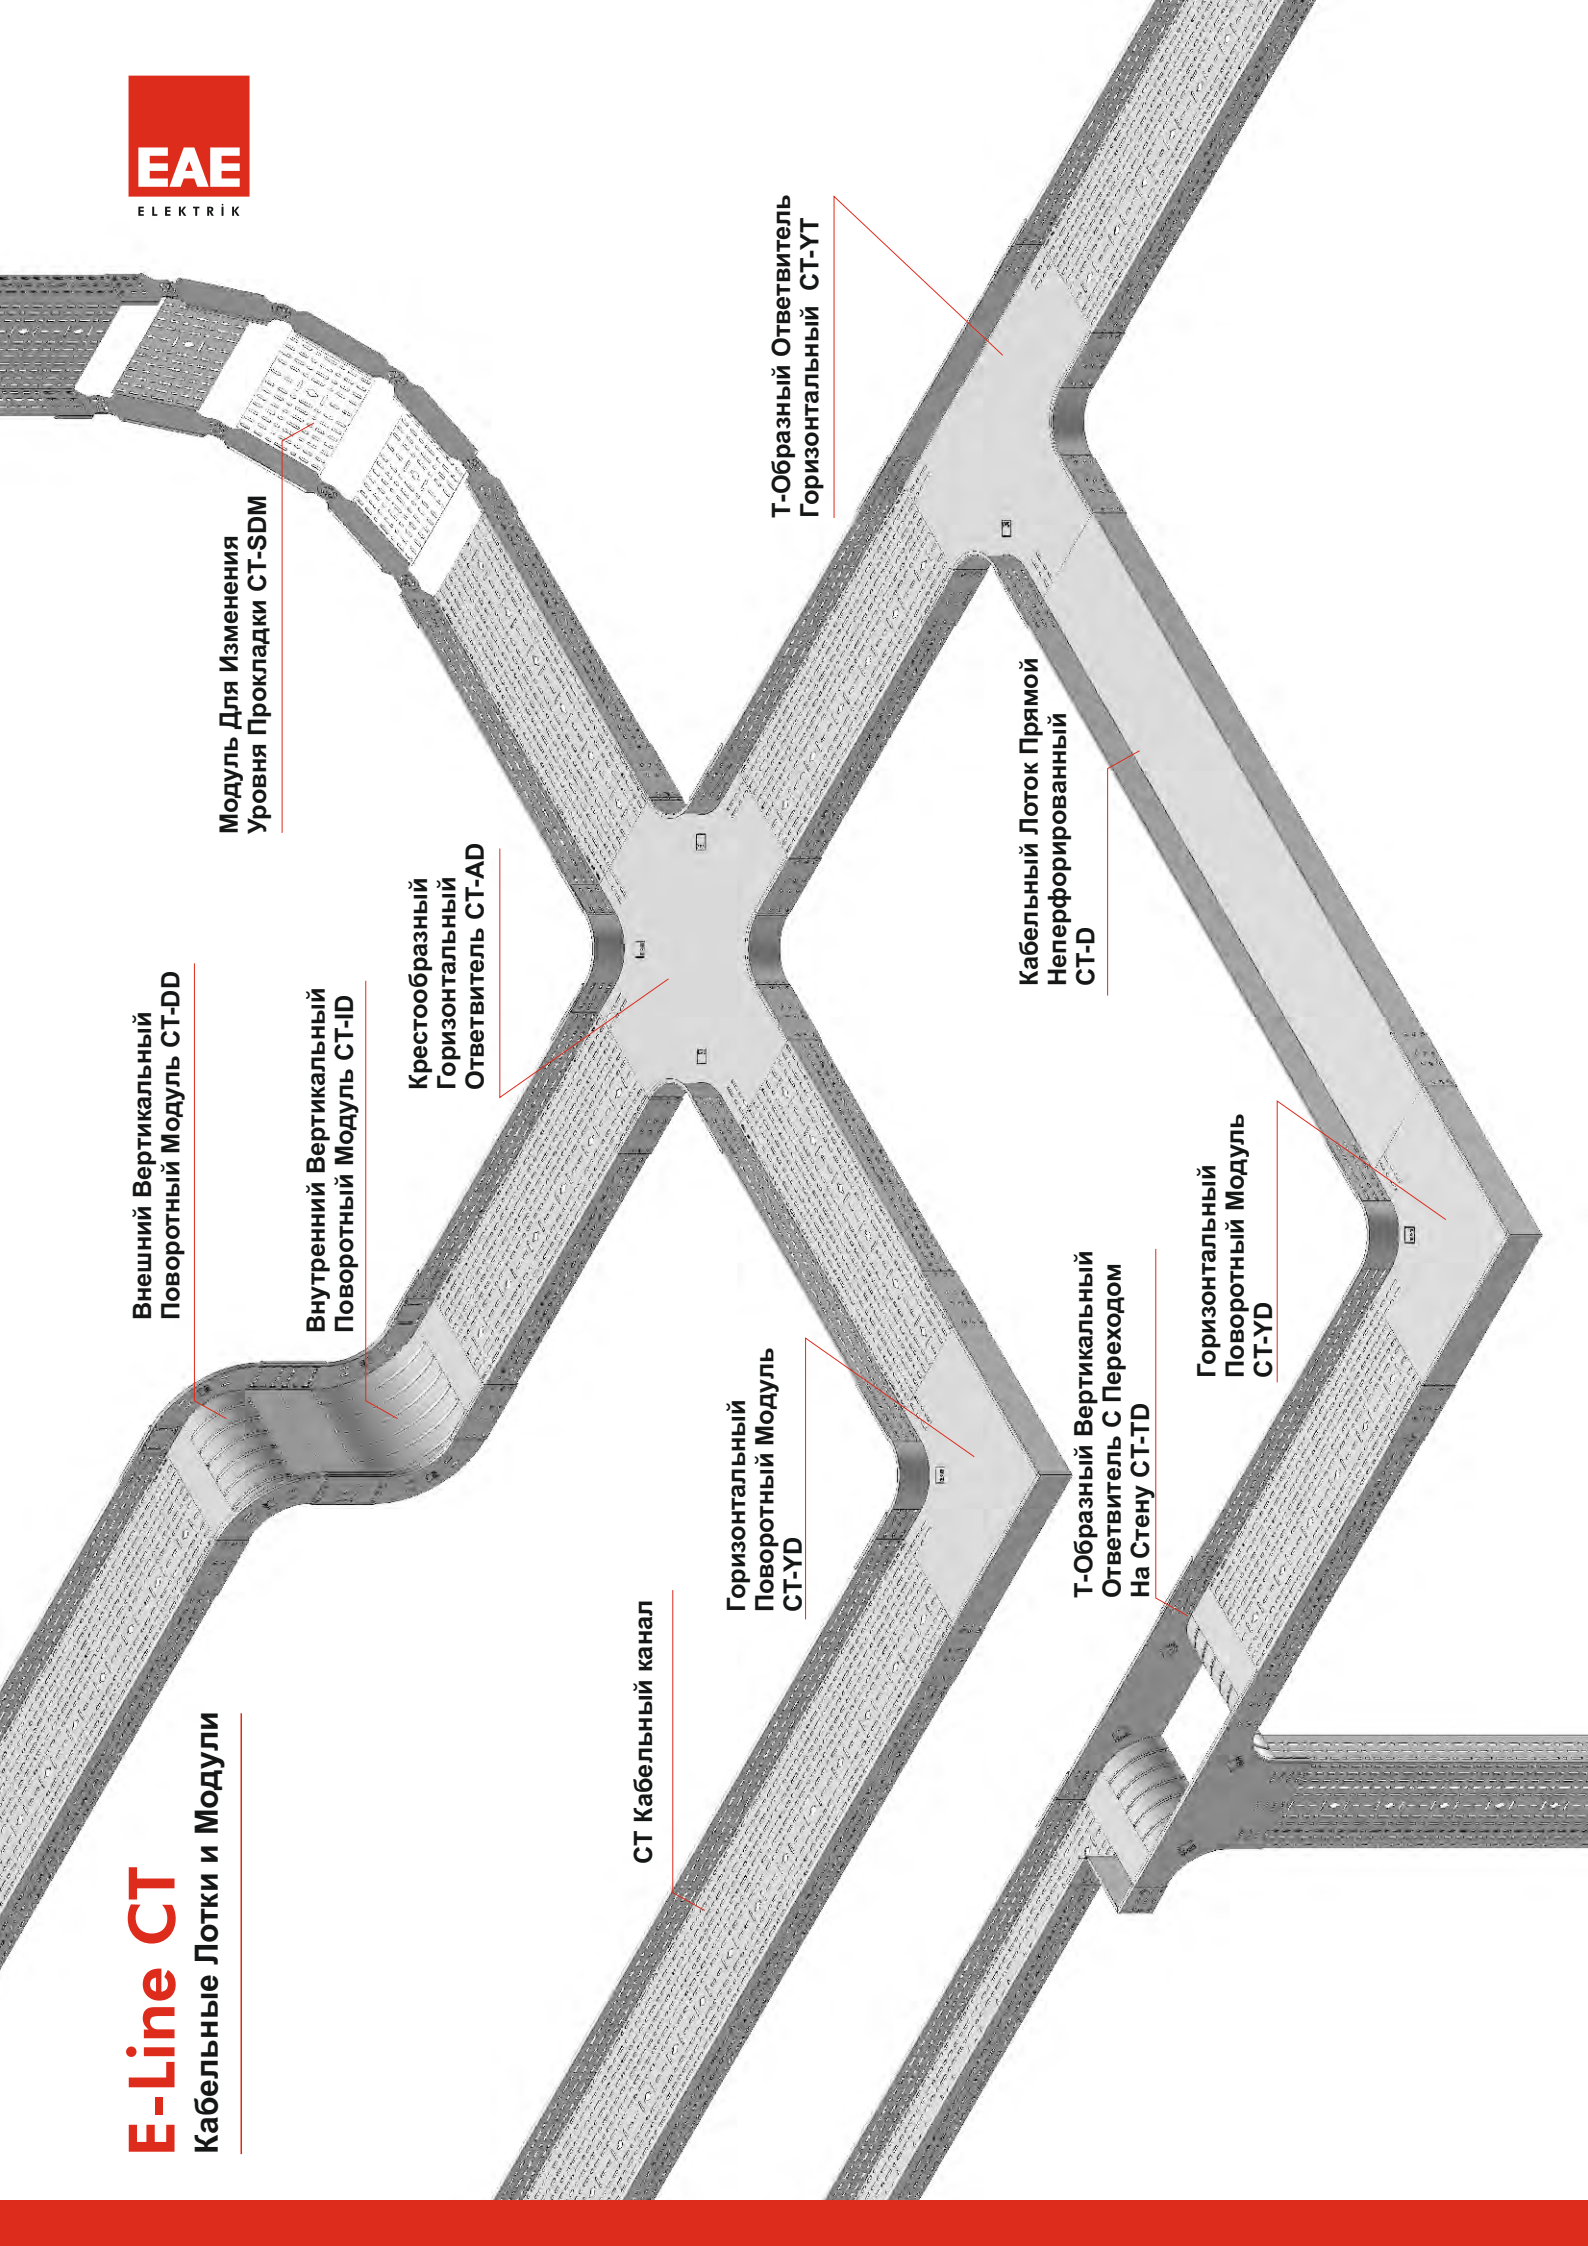 EAE
ELEKTRİK
E-Line CT
Кабельные Лотки и Модули
Внешний Вертикальный
Поворотный Модуль CT-DD
Модуль Для Изменения
Уровня Прокладки CT-SDM
Внутренний Вертикальный
Поворотный Модуль CT-ID
Крестообразный
Горизонтальный
Ответвитель CT-AD
СТ Кабельный канал
Горизонтальный
Поворотный Модуль
CT-YD
Т-Образный Ответвитель
Горизонтальный CT-YT
Кабельный Лоток Прямой
Неперфорированный
CT-D
Т-Образный Вертикальный
Ответвитель С Переходом
На Стену CT-TD
Горизонтальный
Поворотный Модуль
CT-YD